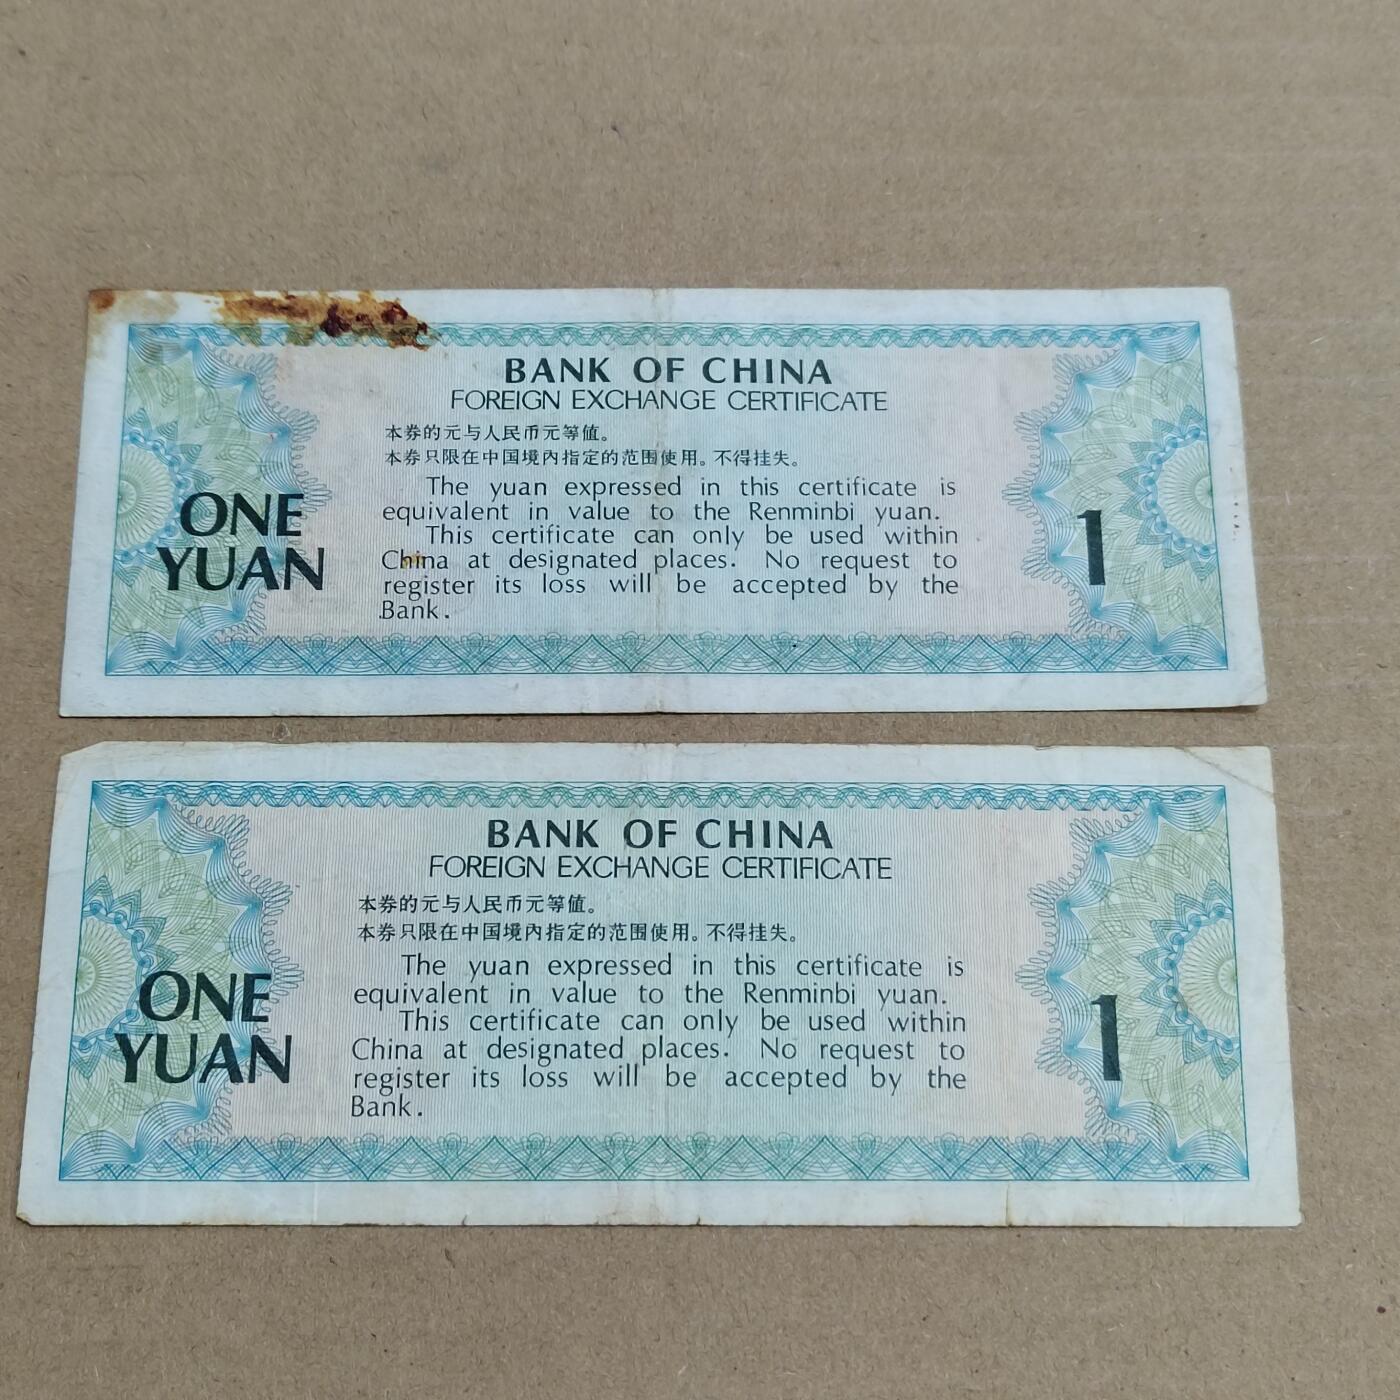 BANK OF CHINA
FOREIGN EXCHANGE CERTIFICATE
本券的元与人民币元等值。
本券只限在中国境内指定的范围使用。不得挂失。
The yuan expressed in this certificate is
equivalent in value to the Renminbi yuan.
This certificate can only be used within
China at designated places. No request to
register its loss will be accepted by the
Bank.
ONE
YUAN
1
BANK OF CHINA
FOREIGN EXCHANGE CERTIFICATE
本券的元与人民币元等值。
本券只限在中国境内指定的范围使用。不得挂失。
The yuan expressed in this certificate is
equivalent in value to the Renminbi yuan.
This certificate can only be used within
China at designated places. No request to
register its loss will be accepted by the
Bank.
ONE
YUAN
1